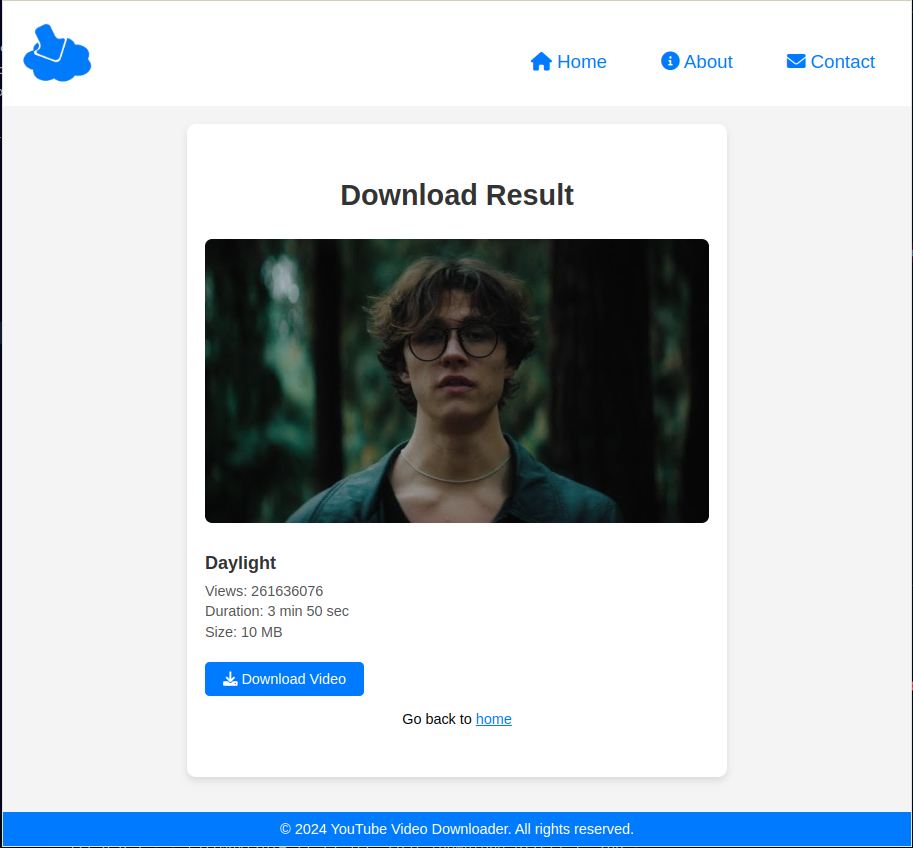 Home About Contact
Download Result
Daylight
Views: 261636076
Duration: 3 min 50 sec
Size: 10 MB
Download Video
Go back to home
© 2024 YouTube Video Downloader. All rights reserved.